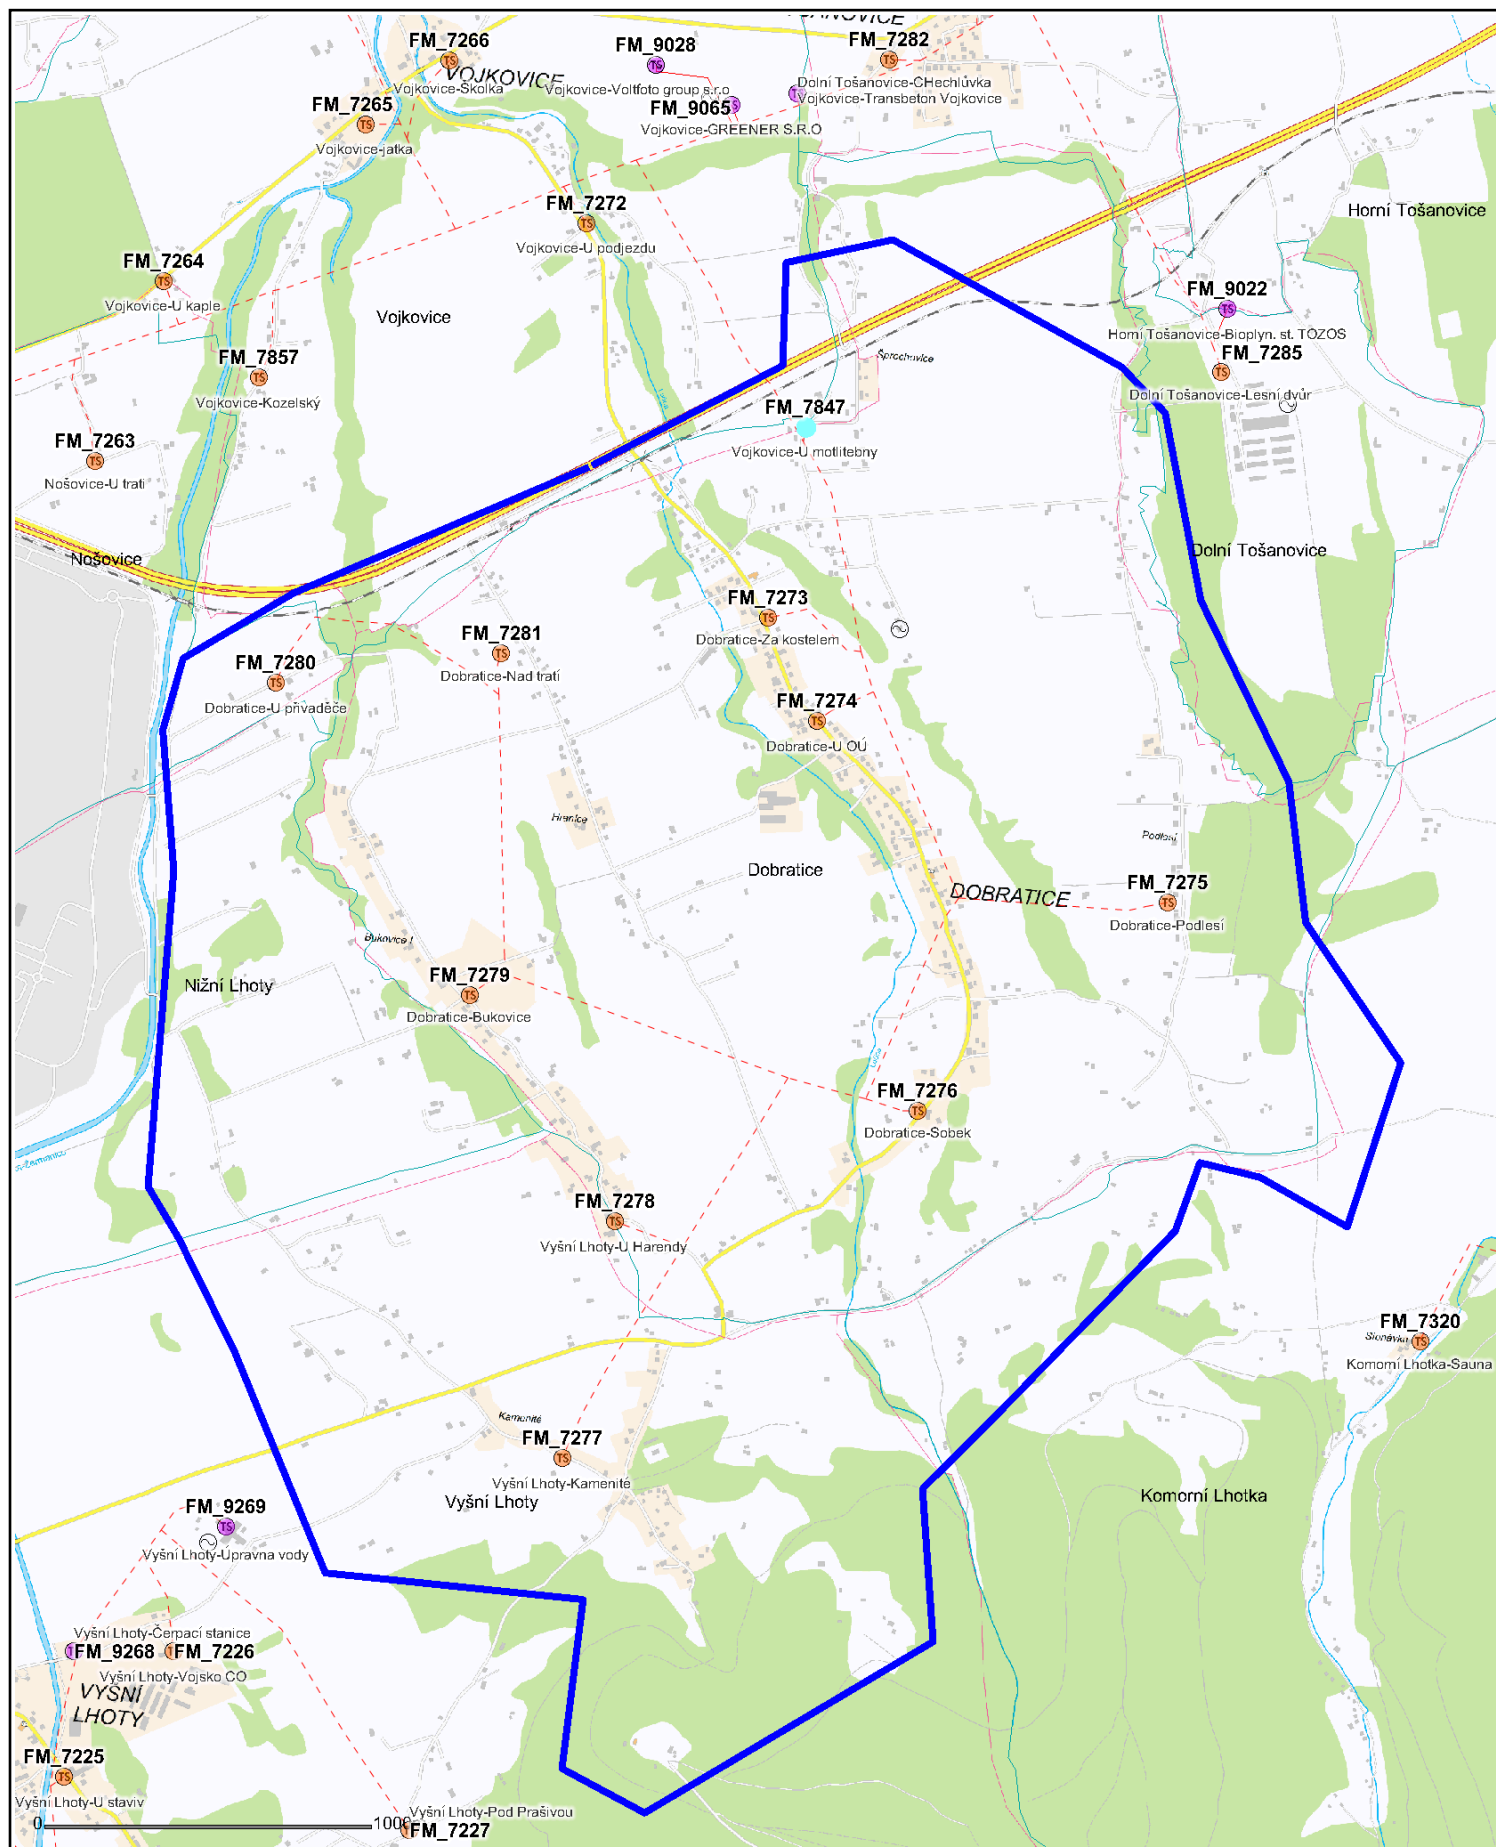 TOŠANOVICE
FM_7266
FM_9028
FM_7282
VOJKOVICE
Vojkovice-Školka
Vojkovice-Voltfoto group s.r.o
Dolní Tošanovice-CHechlůvka
Vojkovice-Transbeton Vojkovice
FM_7265
FM_9065
Vojkovice-jatka
Vojkovice-GREENER S.R.O
FM_7272
Horní Tošanovice
Vojkovice-U podjezdu
FM_7264
Vojkovice-U kaple
FM_9022
Vojkovice
Horní Tošanovice-Bioplyn. st. TOZOS
FM_7857
Šprochovice
FM_7285
Vojkovice-Kozelský
Dolní Tošanovice-Lesní dvůr
Lučina
FM_7847
FM_7263
Vojkovice-U motlitebny
Nošovice-U trati
Nošovice
Dolní Tošanovice
FM_7273
FM_7281
Dobratice-Za kostelem
FM_7280
Dobratice-Nad tratí
FM_7274
Dobratice-U přivaděče
Dobratice-U OÚ
Hranice
Podlesí
Dobratice
FM_7275
DOBRATICE
Dobratice-Podlesí
Bukovice I
FM_7279
Nižní Lhoty
Dobratice-Bukovice
Lučina
FM_7276
Dobratice-Sobek
FM_7278
Vyšní Lhoty-U Harendy
FM_7320
Slonávka
Komorní Lhotka-Sauna
Kamenité
FM_7277
Vyšní Lhoty-Kamenité
Vyšní Lhoty
Komorní Lhotka
FM_9269
Vyšní Lhoty-Úpravna vody
Vyšní Lhoty-Čerpací stanice
FM_9268
FM_7226
Vyšní Lhoty-Vojsko CO
VYŠNÍ
LHOTY
FM_7225
Vyšní Lhoty-U staviv
Vyšní Lhoty-Pod Prašivou
0
1000
FM_7227